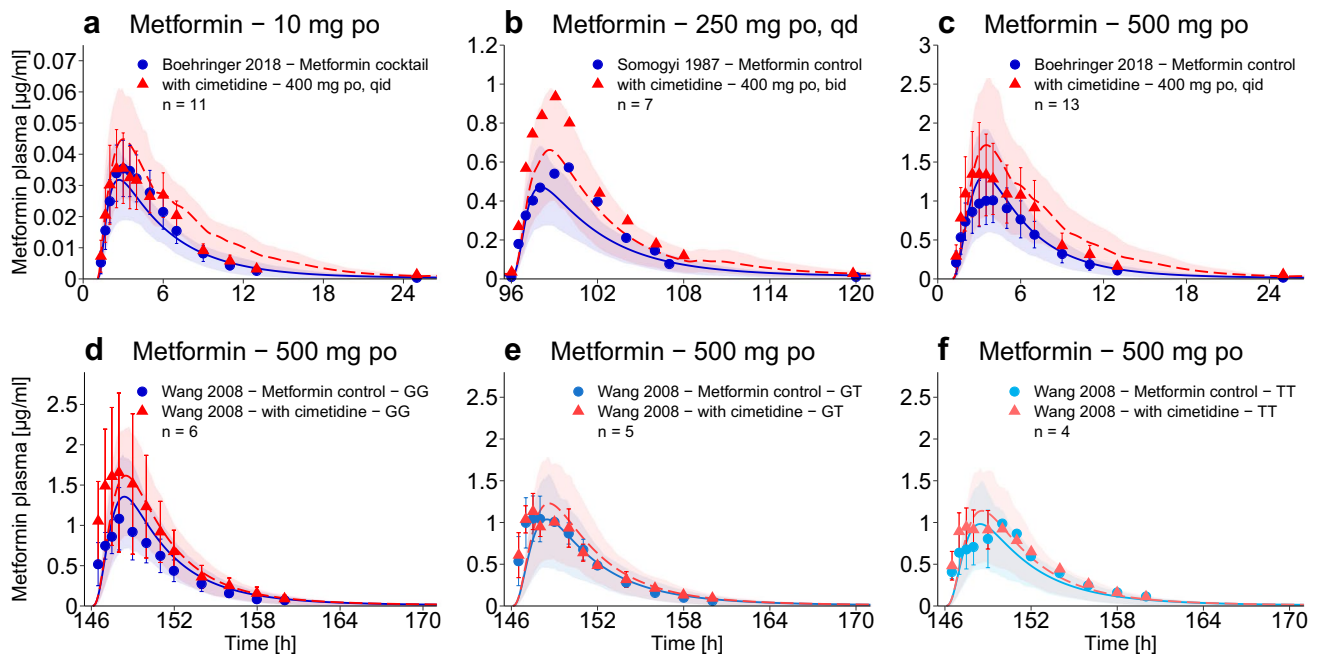 a Metformin − 10 mg po
b Metformin − 250 mg po, qd
c Metformin − 500 mg po
Metformin plasma [µg/ml]
0.07
0.06
0.05
0.04
0.03
0.02
0.01
0
Boehringer 2018 − Metformin cocktail
with cimetidine − 400 mg po, qid
n = 11
0 6 12 18 24
1.2
1
0.8
0.6
0.4
0.2
0
Somogyi 1987 − Metformin control
with cimetidine − 400 mg po, bid
n = 7
96 102 108 114 120
3
2.5
2
1.5
1
0.5
0
Boehringer 2018 − Metformin control
with cimetidine − 400 mg po, qid
n = 13
0 6 12 18 24
d Metformin − 500 mg po
e Metformin − 500 mg po
f Metformin − 500 mg po
Metformin plasma [µg/ml]
2.5
2
1.5
1
0.5
0
Wang 2008 − Metformin control − GG
Wang 2008 − with cimetidine − GG
n = 6
146 152 158 164 170
Time [h]
2.5
2
1.5
1
0.5
0
Wang 2008 − Metformin control − GT
Wang 2008 − with cimetidine − GT
n = 5
146 152 158 164 170
Time [h]
2.5
2
1.5
1
0.5
0
Wang 2008 − Metformin control − TT
Wang 2008 − with cimetidine − TT
n = 4
146 152 158 164 170
Time [h]